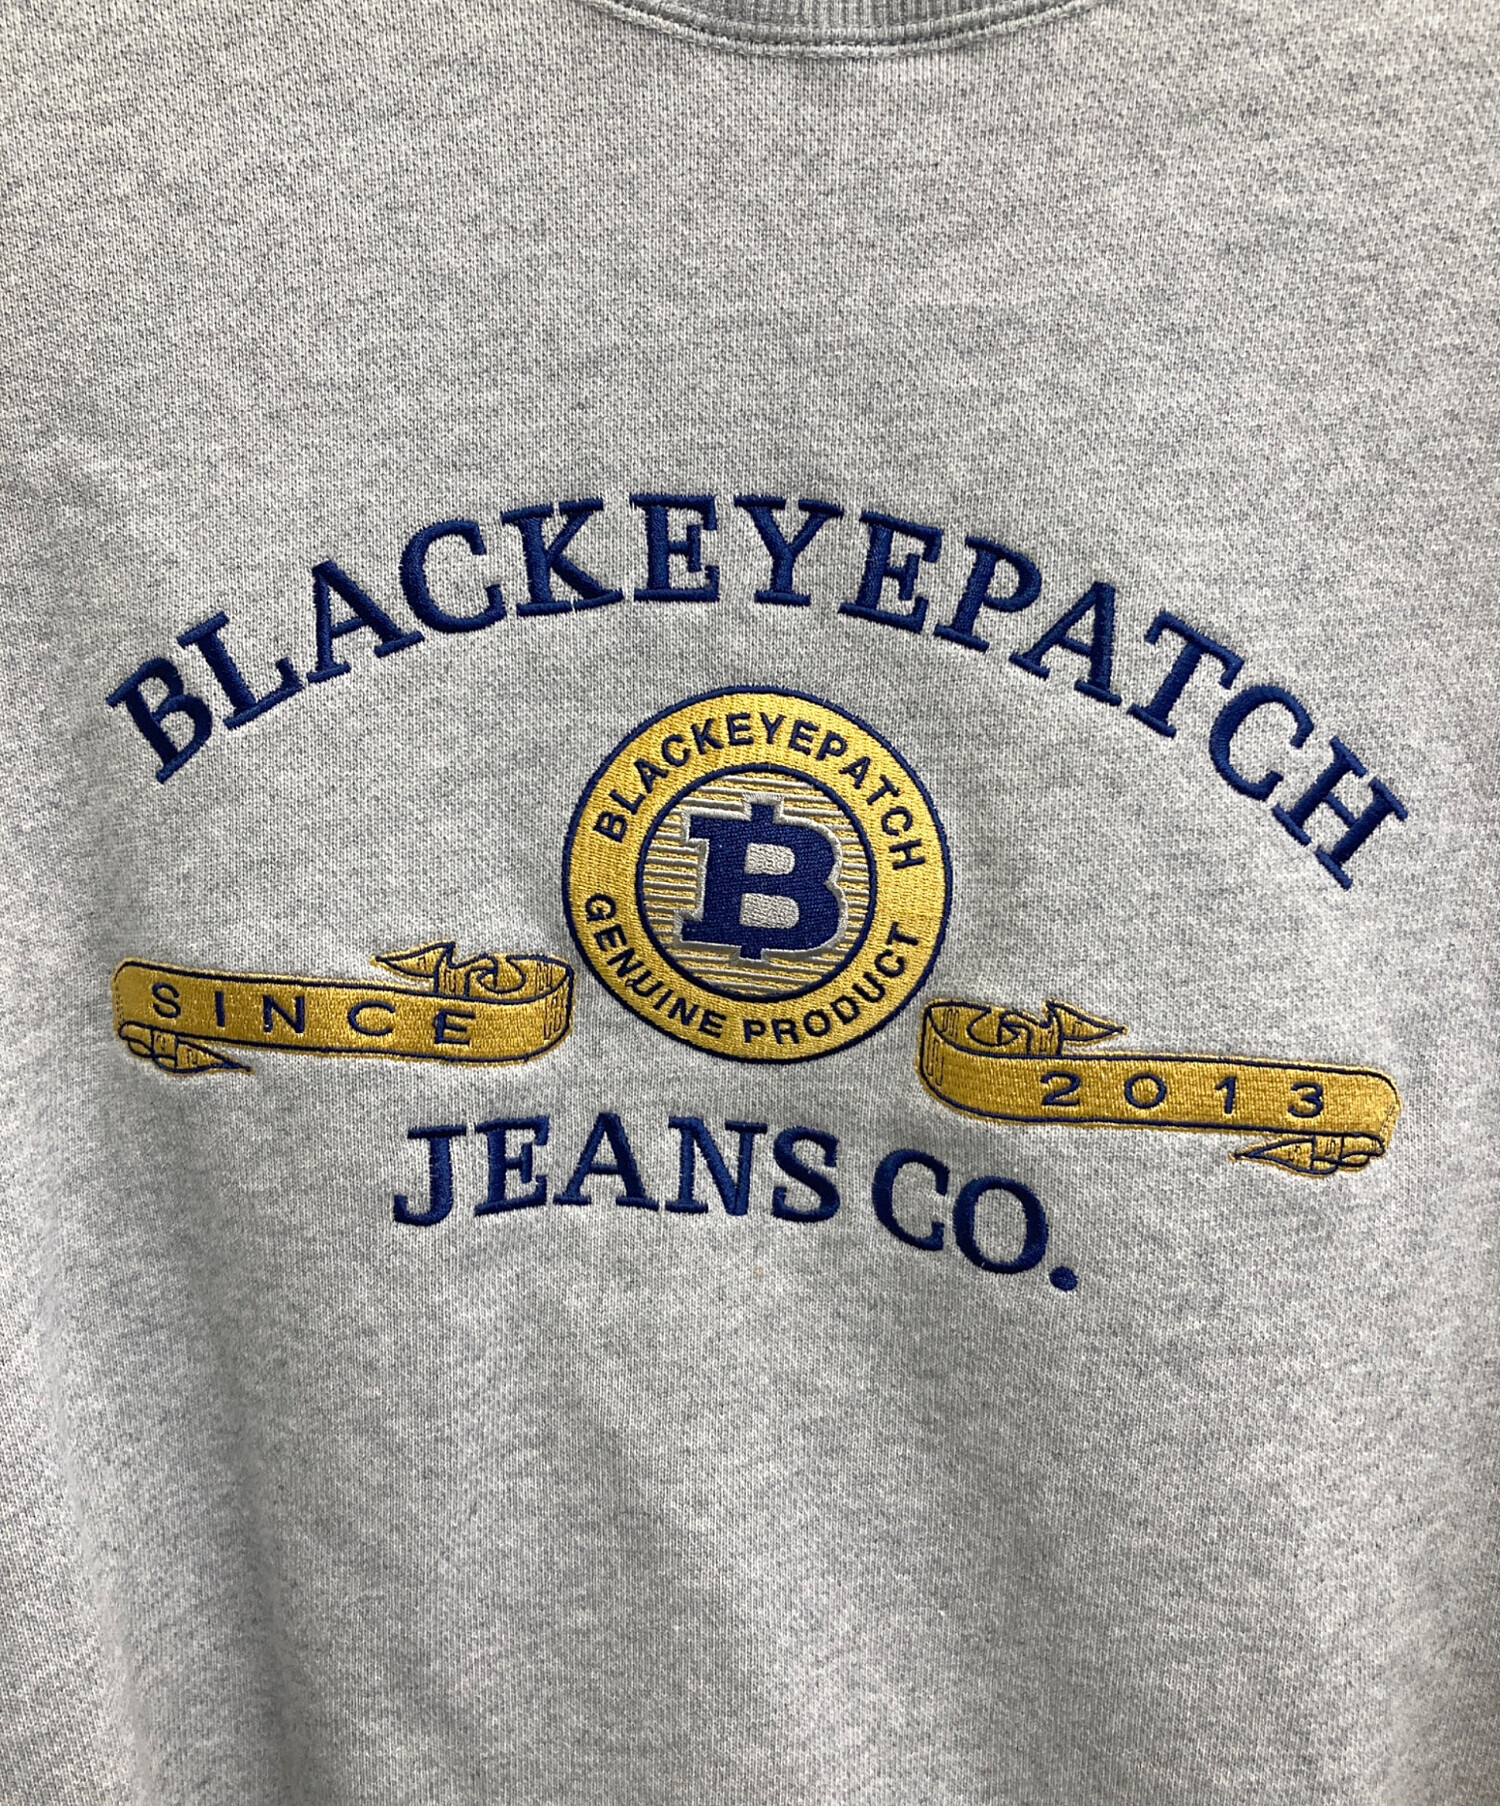 BLACKEYEPATCH
BLACKEYEPATCH
B
GENUINE PRODUCT
SINCE
2013
JEANS CO.